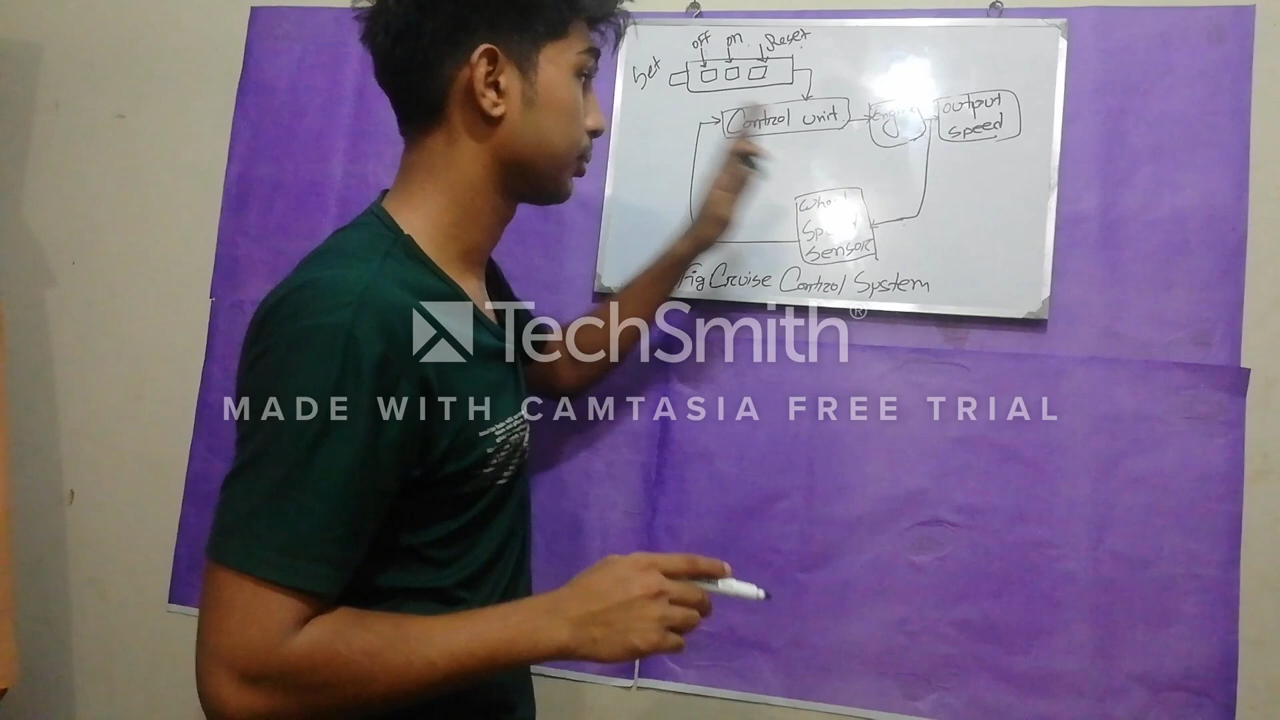 off on Reset
Set
Control unit
Engine
output
speed
Wheel
Speed
Sensor
Fig Cruise Control System
TechSmith®
MADE WITH CAMTASIA FREE TRIAL